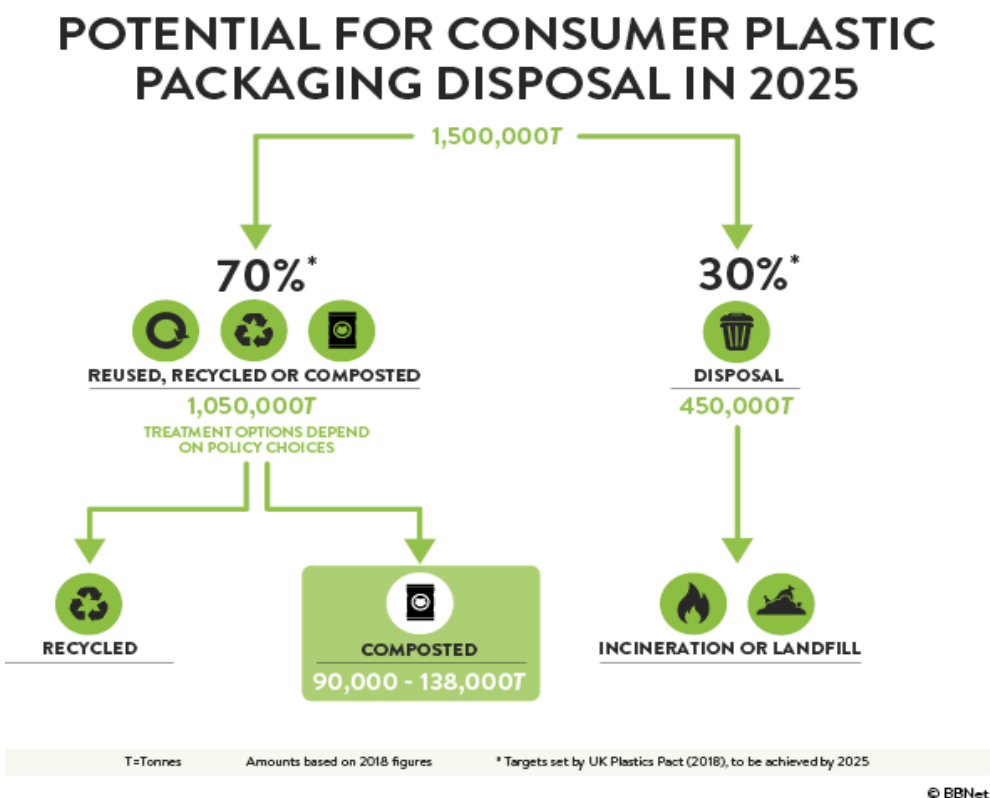 POTENTIAL FOR CONSUMER PLASTIC
PACKAGING DISPOSAL IN 2025
1,500,000T
70%*
30%*
REUSED, RECYCLED OR COMPOSTED
DISPOSAL
1,050,000T
450,000T
TREATMENT OPTIONS DEPEND
ON POLICY CHOICES
RECYCLED
COMPOSTED
INCINERATION OR LANDFILL
90,000 - 138,000T
T=Tonnes
Amounts based on 2018 figures
* Targets set by UK Plastics Pact (2018), to be achieved by 2025
© BBNet